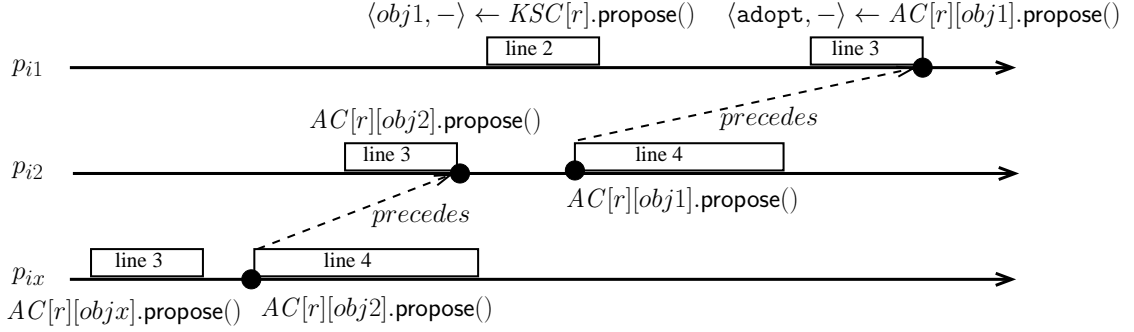 ⟨obj1, −⟩ ← KSC[r].propose() ⟨adopt, −⟩ ← AC[r][obj1].propose()
line 2 line 3
p_{i1}
precedes
AC[r][obj2].propose()
line 3 line 4
p_{i2}
AC[r][obj1].propose()
precedes
line 3 line 4
p_{ix}
AC[r][objx].propose() AC[r][obj2].propose()